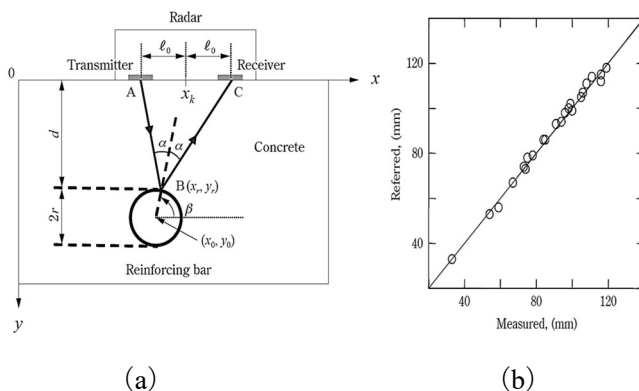 Radar
ℓ₀ ℓ₀
Transmitter Receiver
0
A xₖ C x
d
α α
Concrete
B (xᵣ, yᵣ)
2r
β
(x₀, y₀)
Reinforcing bar
y
(a)
Referred, (mm)
120
80
40
40 80 120
Measured, (mm)
(b)